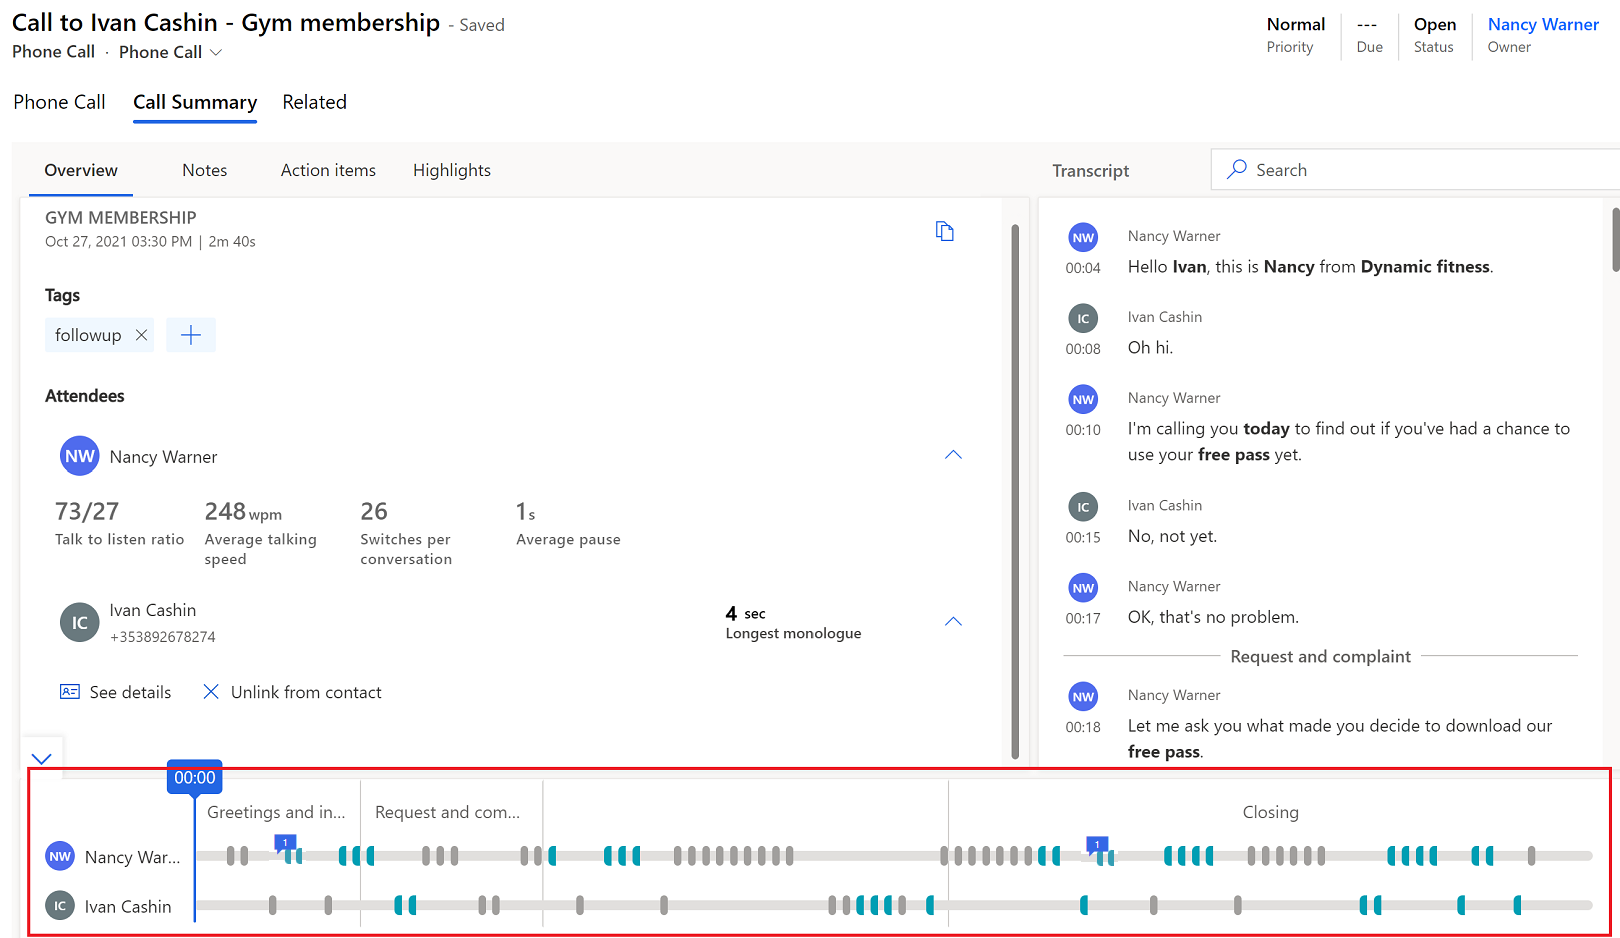 Call to Ivan Cashin - Gym membership - Saved
Phone Call · Phone Call
Normal
Priority
---
Due
Open
Status
Nancy Warner
Owner
Phone Call Call Summary Related
Overview Notes Action items Highlights
GYM MEMBERSHIP
Oct 27, 2021 03:30 PM | 2m 40s
Tags
followup
Attendees
NW Nancy Warner
73/27
Talk to listen ratio
248 wpm
Average talking
speed
26
Switches per
conversation
1s
Average pause
IC
Ivan Cashin
+353892678274
4 sec
Longest monologue
See details Unlink from contact
Transcript Search
NW Nancy Warner
00:04 Hello Ivan, this is Nancy from Dynamic fitness.
IC Ivan Cashin
00:08 Oh hi.
NW Nancy Warner
00:10 I'm calling you today to find out if you've had a chance to
use your free pass yet.
IC Ivan Cashin
00:15 No, not yet.
NW Nancy Warner
00:17 OK, that's no problem.
Request and complaint
NW Nancy Warner
00:18 Let me ask you what made you decide to download our
free pass.
00:00
Greetings and in... Request and com... Closing
1 1
NW Nancy War...
IC Ivan Cashin